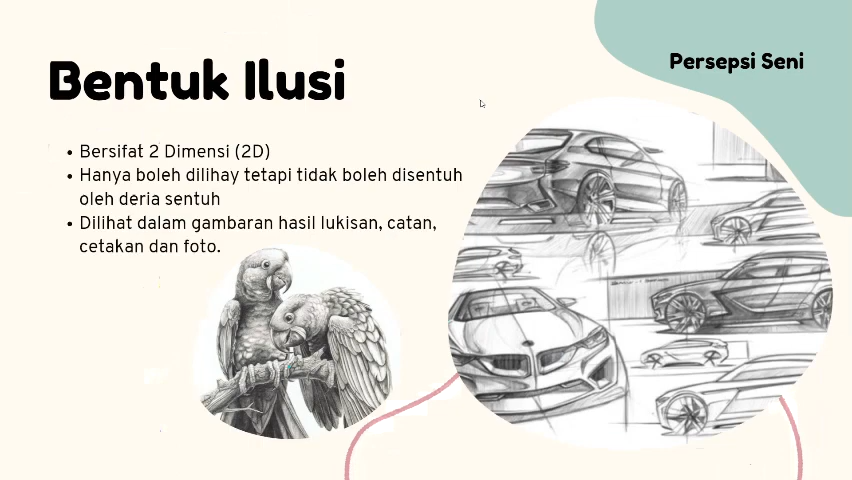 Persepsi Seni
Bentuk Ilusi
• Bersifat 2 Dimensi (2D)
• Hanya boleh dilihay tetapi tidak boleh disentuh
oleh deria sentuh
• Dilihat dalam gambaran hasil lukisan, catan,
cetakan dan foto.